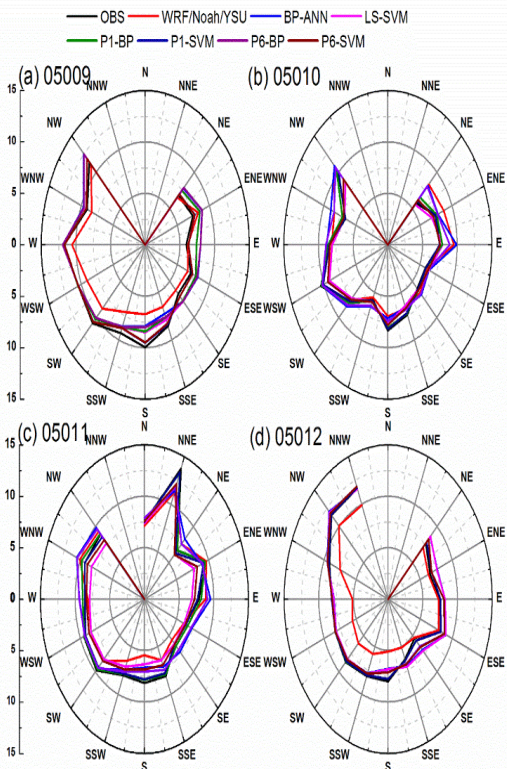 OBS WRF/Noah/YSU BP-ANN LS-SVM
P1-BP P1-SVM P6-BP P6-SVM
(a) 05009
(b) 05010
N
N
NNW
NNE
NNW
NNE
NW
NE
NW
NE
WNW
ENE
WNW
ENE
W
E
W
E
WSW
ESE
WSW
ESE
SW
SE
SW
SE
SSW
SSE
SSW
SSE
S
S
15
10
5
0
5
10
15
(c) 05011
(d) 05012
N
N
NNW
NNE
NNW
NNE
NW
NE
NW
NE
WNW
ENE
WNW
ENE
W
E
W
E
WSW
ESE
WSW
ESE
SW
SE
SW
SE
SSW
SSE
SSW
SSE
S
S
15
10
5
0
5
10
15